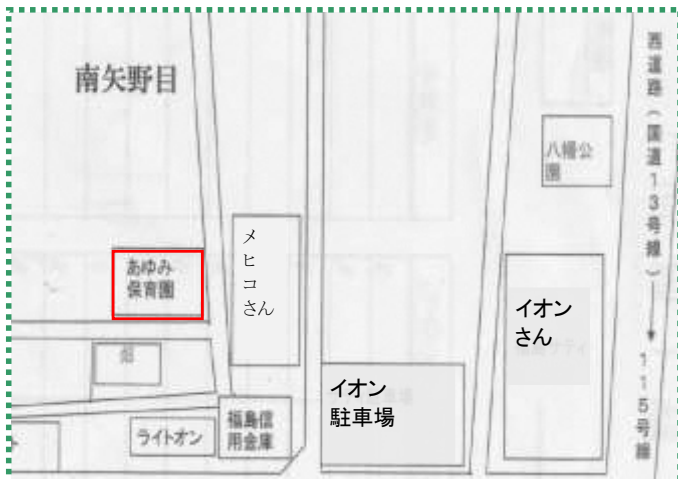 南矢野目
西道路(国道13号線)→115号線
八幡公
園
メヒコさん
あゆみ
保育園
イオン
さん
畑
イオン
駐車場
福島信
用金庫
ライトオン